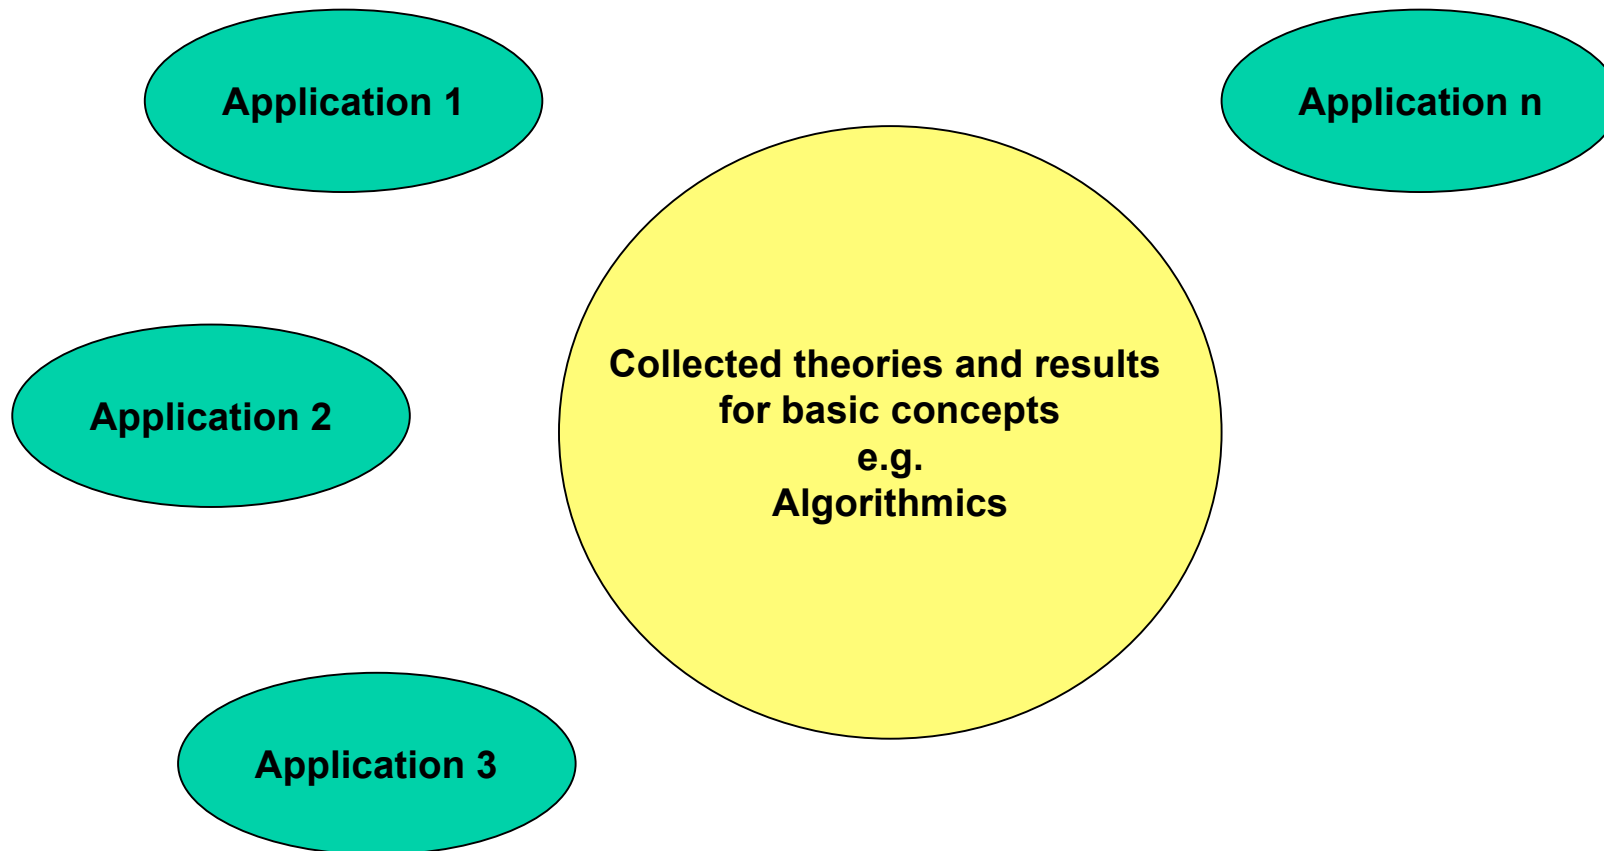 Application 1
Application n
Collected theories and results
for basic concepts
e.g.
Algorithmics
Application 2
Application 3